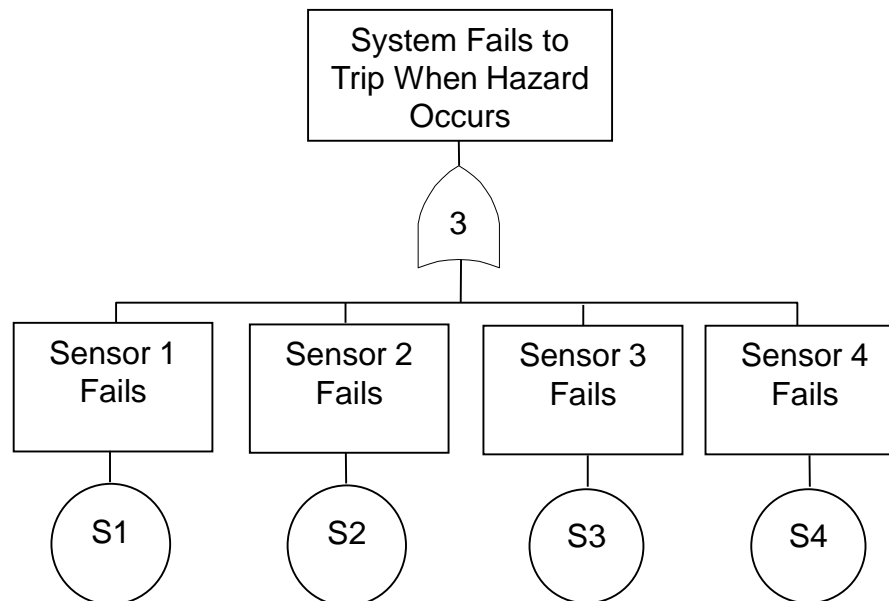 System Fails to
Trip When Hazard
Occurs
3
Sensor 1
Fails
Sensor 2
Fails
Sensor 3
Fails
Sensor 4
Fails
S1
S2
S3
S4